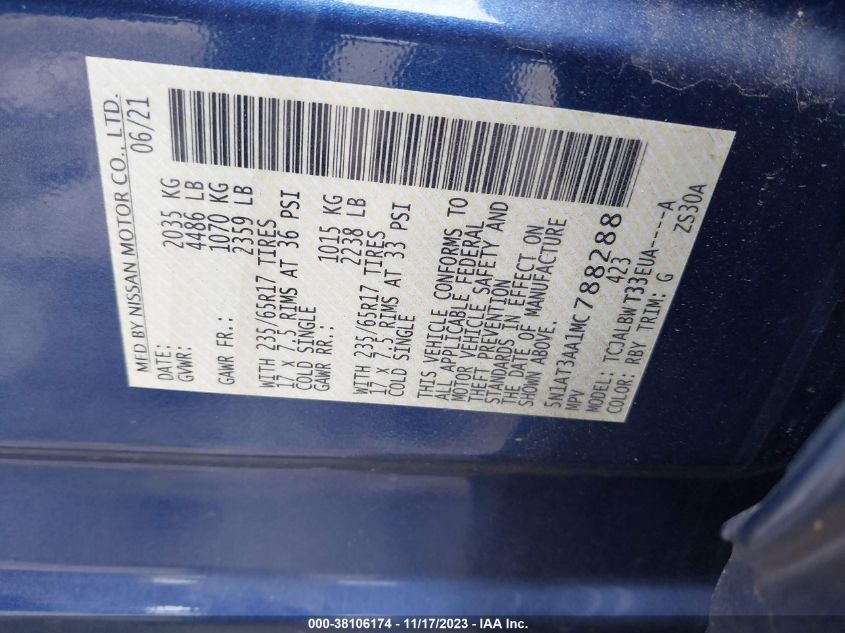 MFD BY NISSAN MOTOR CO., LTD.
DATE: 06/21
GVWR: 2035 KG
4486 LB
GAWR FR.: 1070 KG
2359 LB
WITH 235/65R17 TIRES
17 X 7.5 RIMS AT 36 PSI
COLD SINGLE
GAWR RR.: 1015 KG
2238 LB
WITH 235/65R17 TIRES
17 X 7.5 RIMS AT 33 PSI
COLD SINGLE
THIS VEHICLE CONFORMS TO
ALL APPLICABLE FEDERAL
MOTOR VEHICLE SAFETY AND
THEFT PREVENTION
STANDARDS IN EFFECT ON
THE DATE OF MANUFACTURE
SHOWN ABOVE.
5N1AT3AA1MC788288
MPV 423
MODEL: TCJALBWT33EUA----A
COLOR: RBY TRIM: G ZS30A
000-38106174 - 11/17/2023 - IAA Inc.